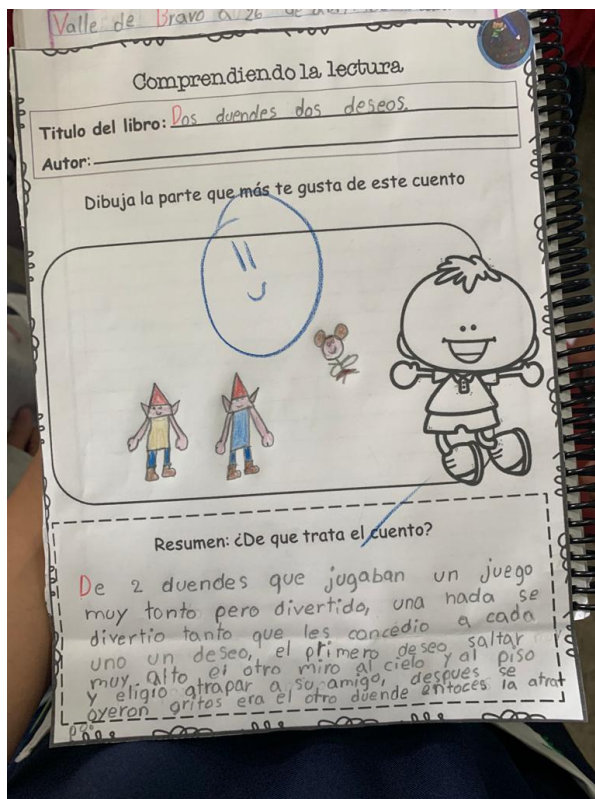 Valle de Bravo a 26 de
Comprendiendo la lectura
Titulo del libro: Dos duendes dos deseos.
Autor:
Dibuja la parte que más te gusta de este cuento
Resumen: ¿De que trata el cuento?
De 2 duendes que jugaban un juego
muy tonto pero divertido, una hada se
divertio tanto que les concedio a cada
uno un deseo, el primero deseo saltar
muy alto el otro miro al cielo y al piso
y eligio atrapar a su amigo, despues se
oyeron gritos era el otro duende entoces la atrat